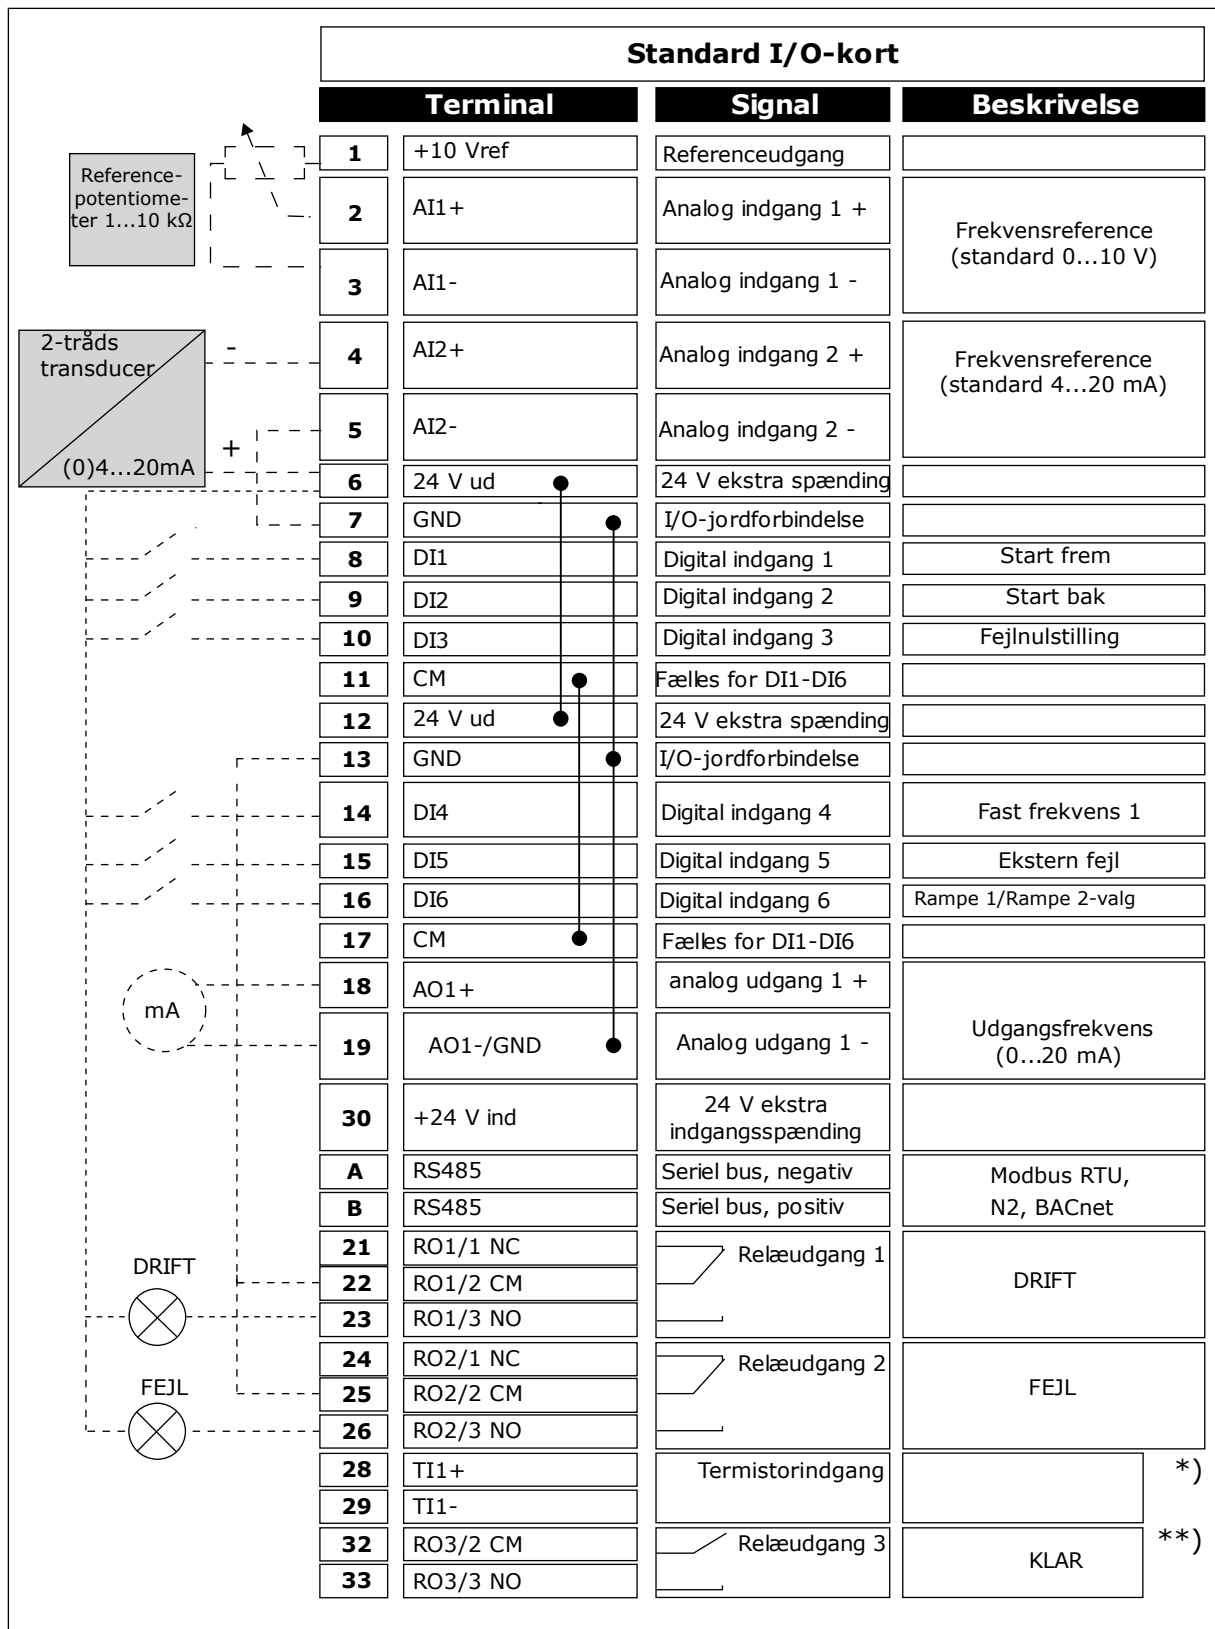 Standard I/O-kort
Terminal Signal Beskrivelse
Reference-
potentiome-
ter 1...10 kΩ
1 +10 Vref Referenceudgang
2 AI1+ Analog indgang 1 +
Frekvensreference
(standard 0...10 V)
3 AI1- Analog indgang 1 -
2-tråds
transducer
-
+
(0)4...20mA
4 AI2+ Analog indgang 2 +
Frekvensreference
(standard 4...20 mA)
5 AI2- Analog indgang 2 -
6 24 V ud 24 V ekstra spænding
7 GND I/O-jordforbindelse
8 DI1 Digital indgang 1 Start frem
9 DI2 Digital indgang 2 Start bak
10 DI3 Digital indgang 3 Fejlnulstilling
11 CM Fælles for DI1-DI6
12 24 V ud 24 V ekstra spænding
13 GND I/O-jordforbindelse
14 DI4 Digital indgang 4 Fast frekvens 1
15 DI5 Digital indgang 5 Ekstern fejl
16 DI6 Digital indgang 6 Rampe 1/Rampe 2-valg
17 CM Fælles for DI1-DI6
mA
18 AO1+ analog udgang 1 +
19 AO1-/GND Analog udgang 1 -
Udgangsfrekvens
(0...20 mA)
30 +24 V ind 24 V ekstra
indgangsspænding
A RS485 Seriel bus, negativ
B RS485 Seriel bus, positiv
Modbus RTU,
N2, BACnet
21 RO1/1 NC Relæudgang 1
DRIFT
22 RO1/2 CM DRIFT
23 RO1/3 NO
24 RO2/1 NC Relæudgang 2
FEJL
25 RO2/2 CM FEJL
26 RO2/3 NO
28 TI1+ Termistorindgang *)
29 TI1-
32 RO3/2 CM Relæudgang 3 **)
KLAR
33 RO3/3 NO